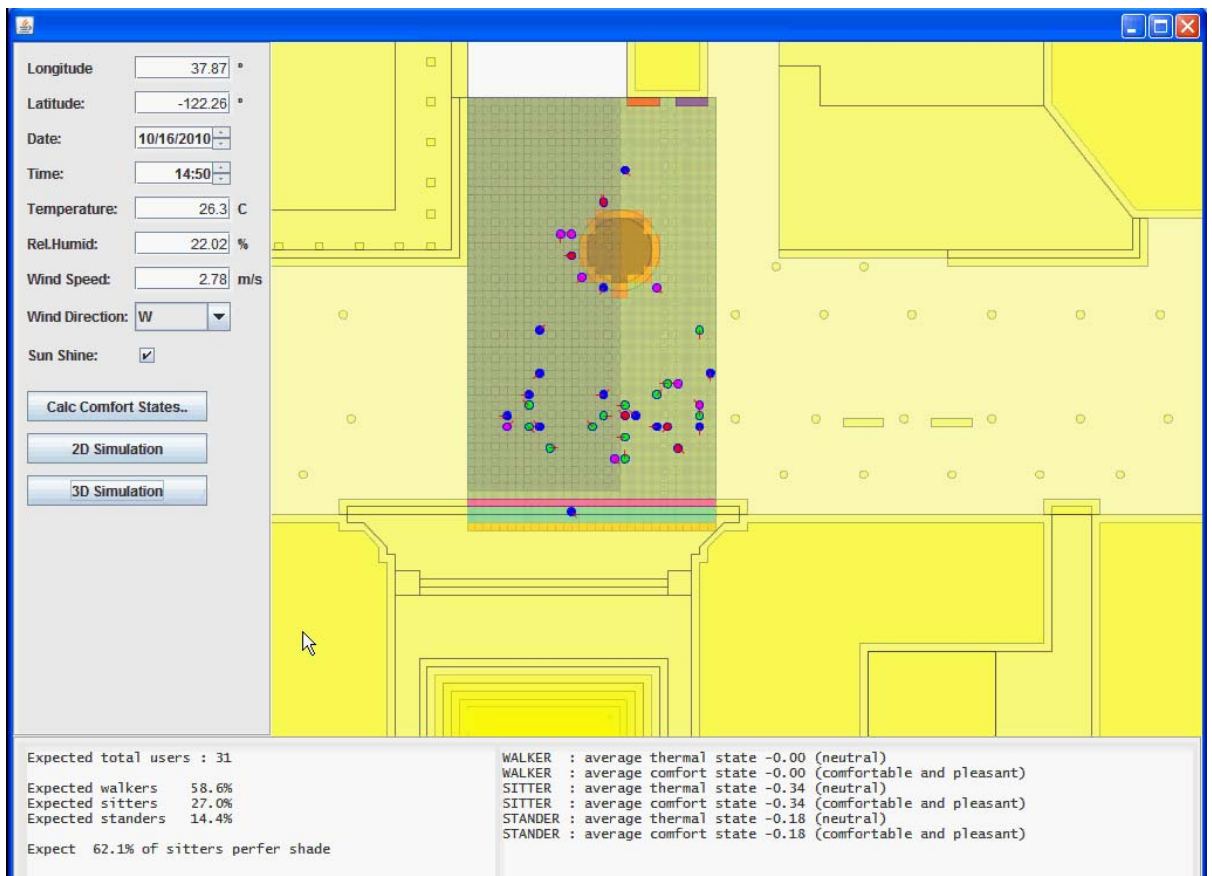 Longitude 37.87 °
Latitude: -122.26 °
Date: 10/16/2010
Time: 14:50
Temperature: 26.3 C
Rel.Humid: 22.02 %
Wind Speed: 2.78 m/s
Wind Direction: W
Sun Shine:
Calc Comfort States..
2D Simulation
3D Simulation
Expected total users : 31
Expected walkers 58.6%
Expected sitters 27.0%
Expected standers 14.4%
Expect 62.1% of sitters perfer shade
WALKER : average thermal state -0.00 (neutral)
WALKER : average comfort state -0.00 (comfortable and pleasant)
SITTER : average thermal state -0.34 (neutral)
SITTER : average comfort state -0.34 (comfortable and pleasant)
STANDER : average thermal state -0.18 (neutral)
STANDER : average comfort state -0.18 (comfortable and pleasant)